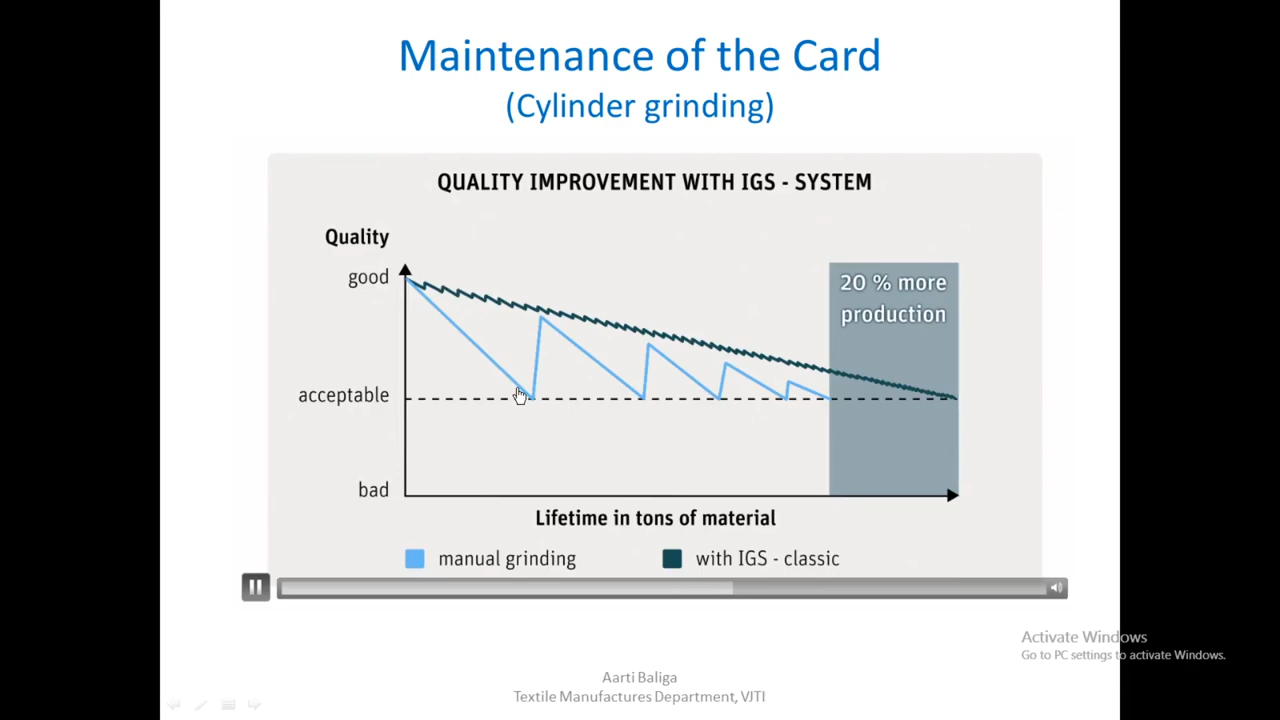 Maintenance of the Card
(Cylinder grinding)
QUALITY IMPROVEMENT WITH IGS - SYSTEM
Quality
good
20 % more
production
acceptable
bad
Lifetime in tons of material
manual grinding
with IGS - classic
Activate Windows
Go to PC settings to activate Windows.
Aarti Baliga
Textile Manufactures Department, VJTI